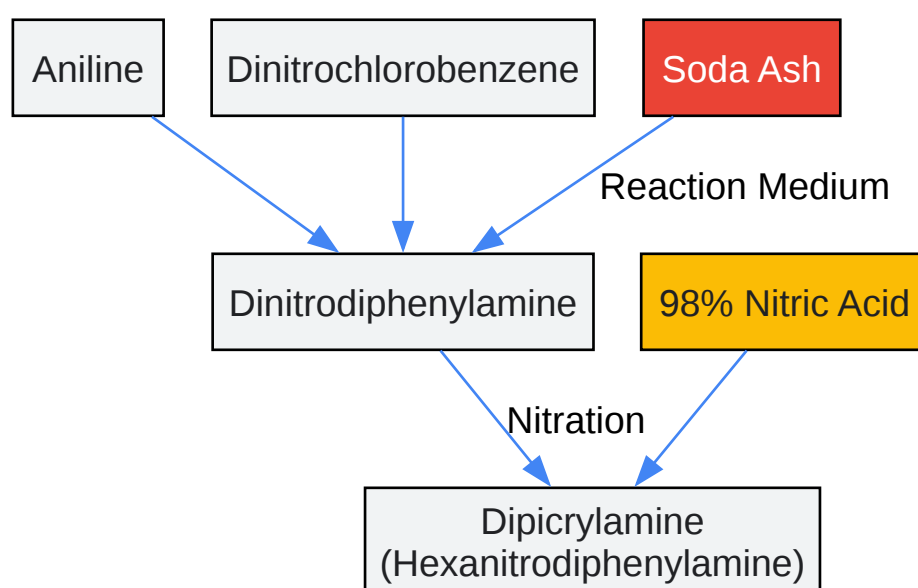 Aniline
Dinitrochlorobenzene
Soda Ash
Reaction Medium
Dinitrodiphenylamine
98% Nitric Acid
Nitration
Dipicrylamine
(Hexanitrodiphenylamine)